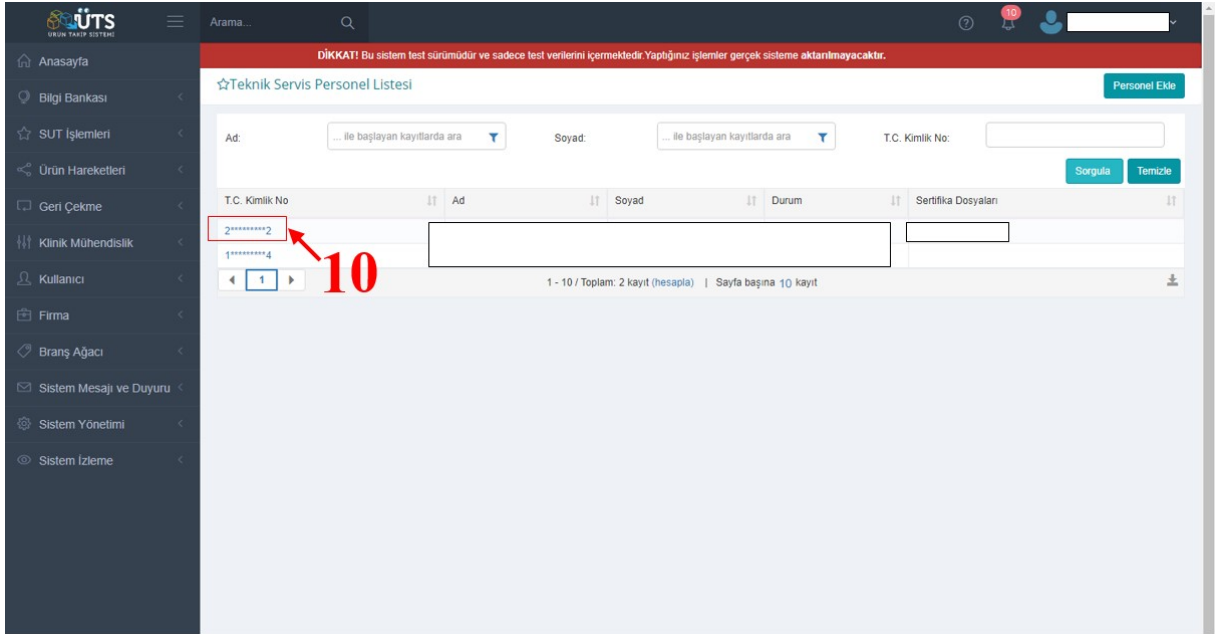 ÜTS
ÜRÜN TAKİP SİSTEMİ
Arama...
10
DİKKAT! Bu sistem test sürümüdür ve sadece test verilerini içermektedir.Yaptığınız işlemler gerçek sisteme aktarılmayacaktır.
Anasayfa
Bilgi Bankası
SUT İşlemleri
Ürün Hareketleri
Geri Çekme
Klinik Mühendislik
Kullanıcı
Firma
Branş Ağacı
Sistem Mesajı ve Duyuru
Sistem Yönetimi
Sistem İzleme
Teknik Servis Personel Listesi
Personel Ekle
Ad: ... ile başlayan kayıtlarda ara Soyad: ... ile başlayan kayıtlarda ara T.C. Kimlik No:
Sorgula Temizle
T.C. Kimlik No Ad Soyad Durum Sertifika Dosyaları
2*********2
1*********4
10
1 1 - 10 / Toplam: 2 kayıt (hesapla) | Sayfa başına 10 kayıt